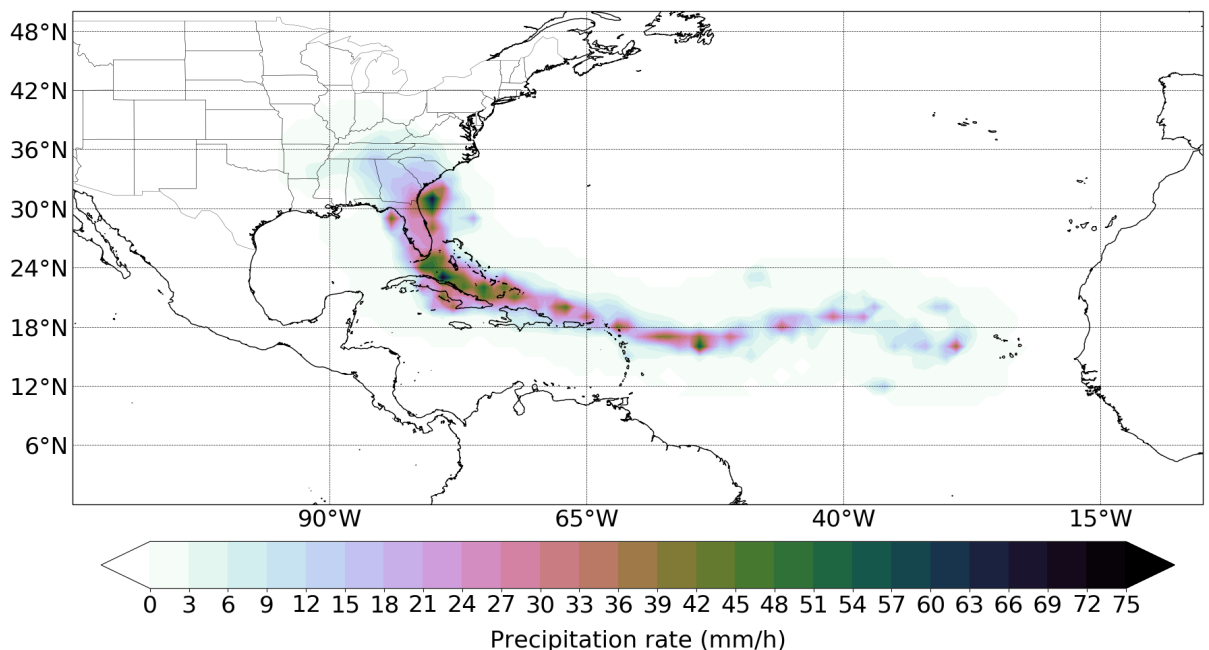 48°N
42°N
36°N
30°N
24°N
18°N
12°N
6°N
90°W 65°W 40°W 15°W
0 3 6 9 12 15 18 21 24 27 30 33 36 39 42 45 48 51 54 57 60 63 66 69 72 75
Precipitation rate (mm/h)